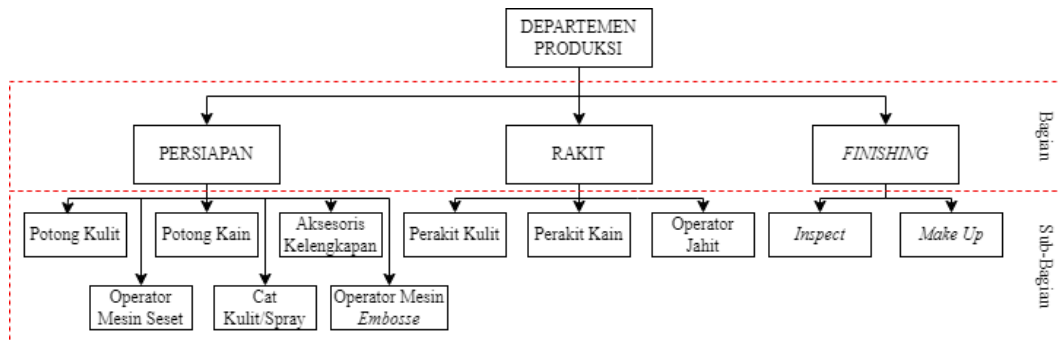 DEPARTEMEN
PRODUKSI
Bagian
PERSIAPAN
RAKIT
FINISHING
Sub-Bagian
Potong Kulit
Potong Kain
Aksesoris
Kelengkapan
Perakit Kulit
Perakit Kain
Operator
Jahit
Inspect
Make Up
Operator
Mesin Seset
Cat
Kulit/Spray
Operator Mesin
Embosse